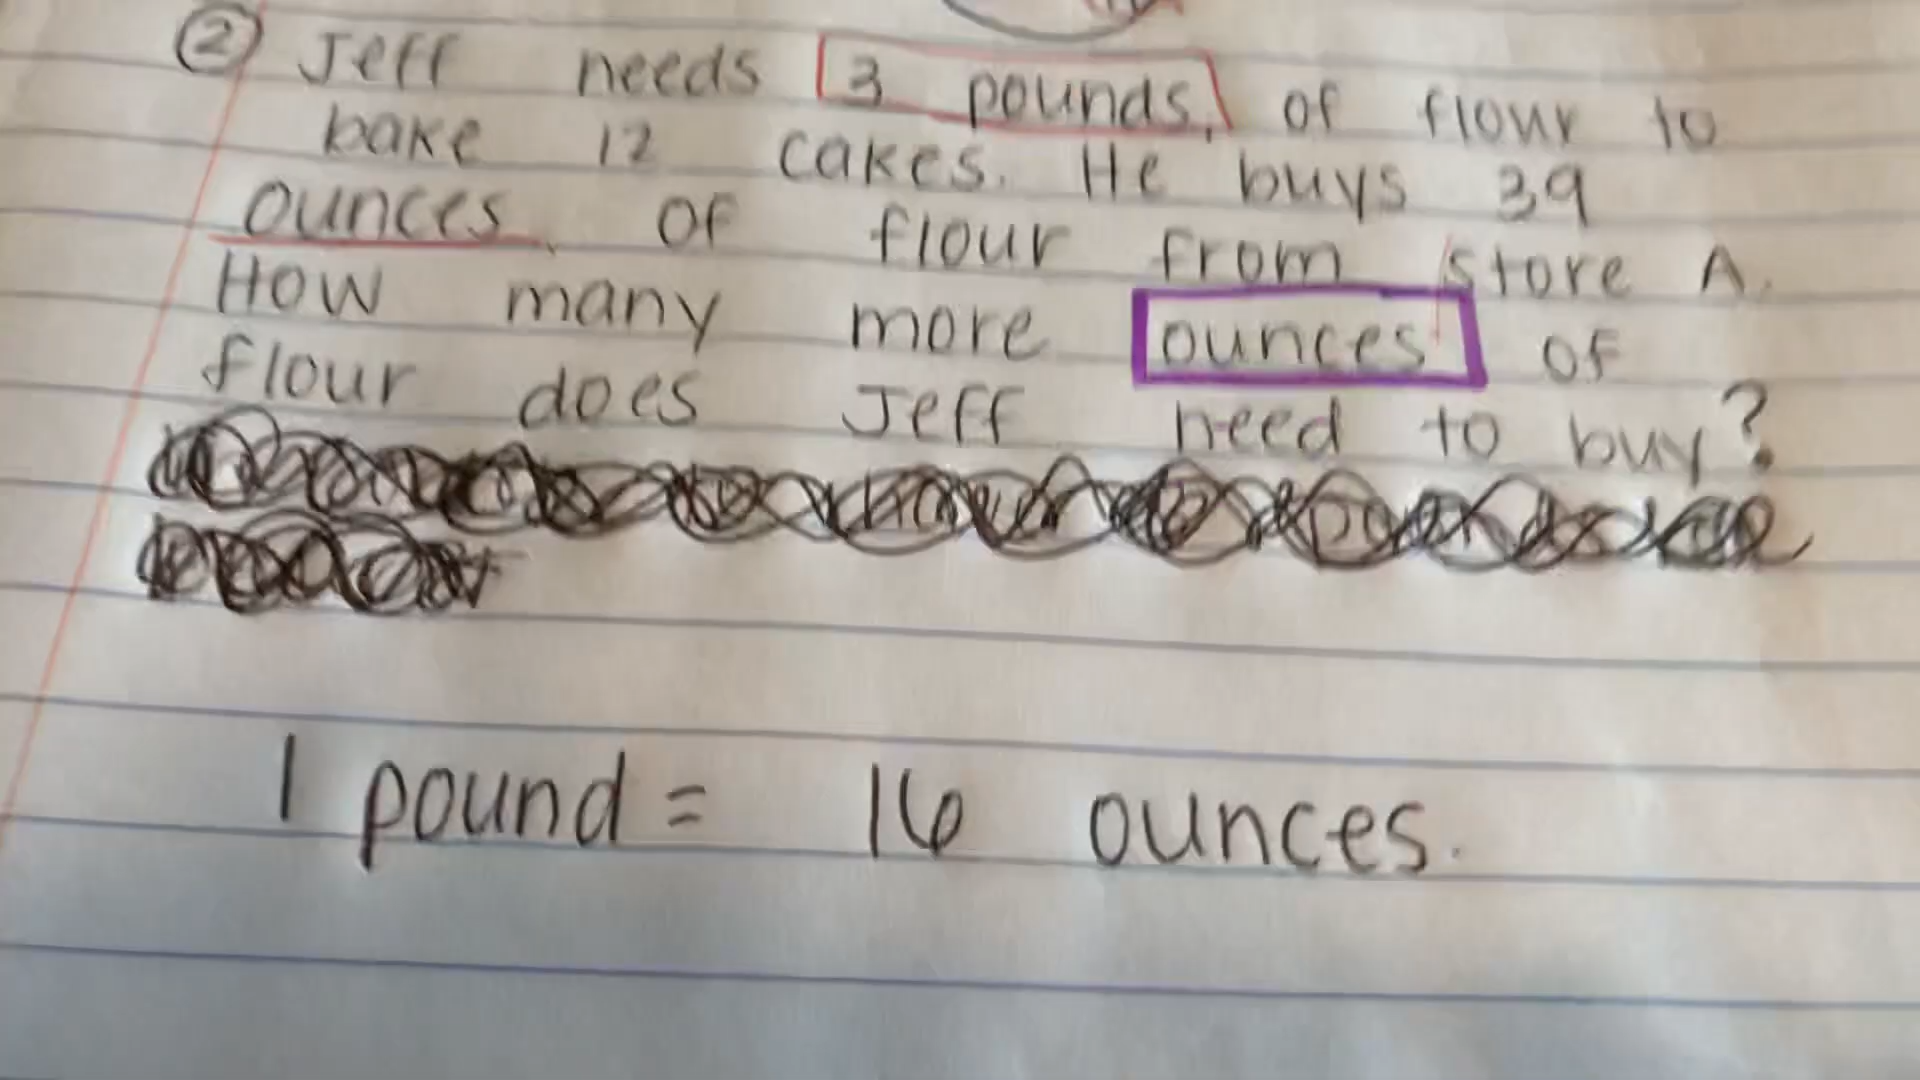 ② Jeff needs 3 pounds of flour to
bake 12 cakes. He buys 39
ounces of flour from store A.
How many more ounces of
flour does Jeff need to buy?
1 pound = 16 ounces.